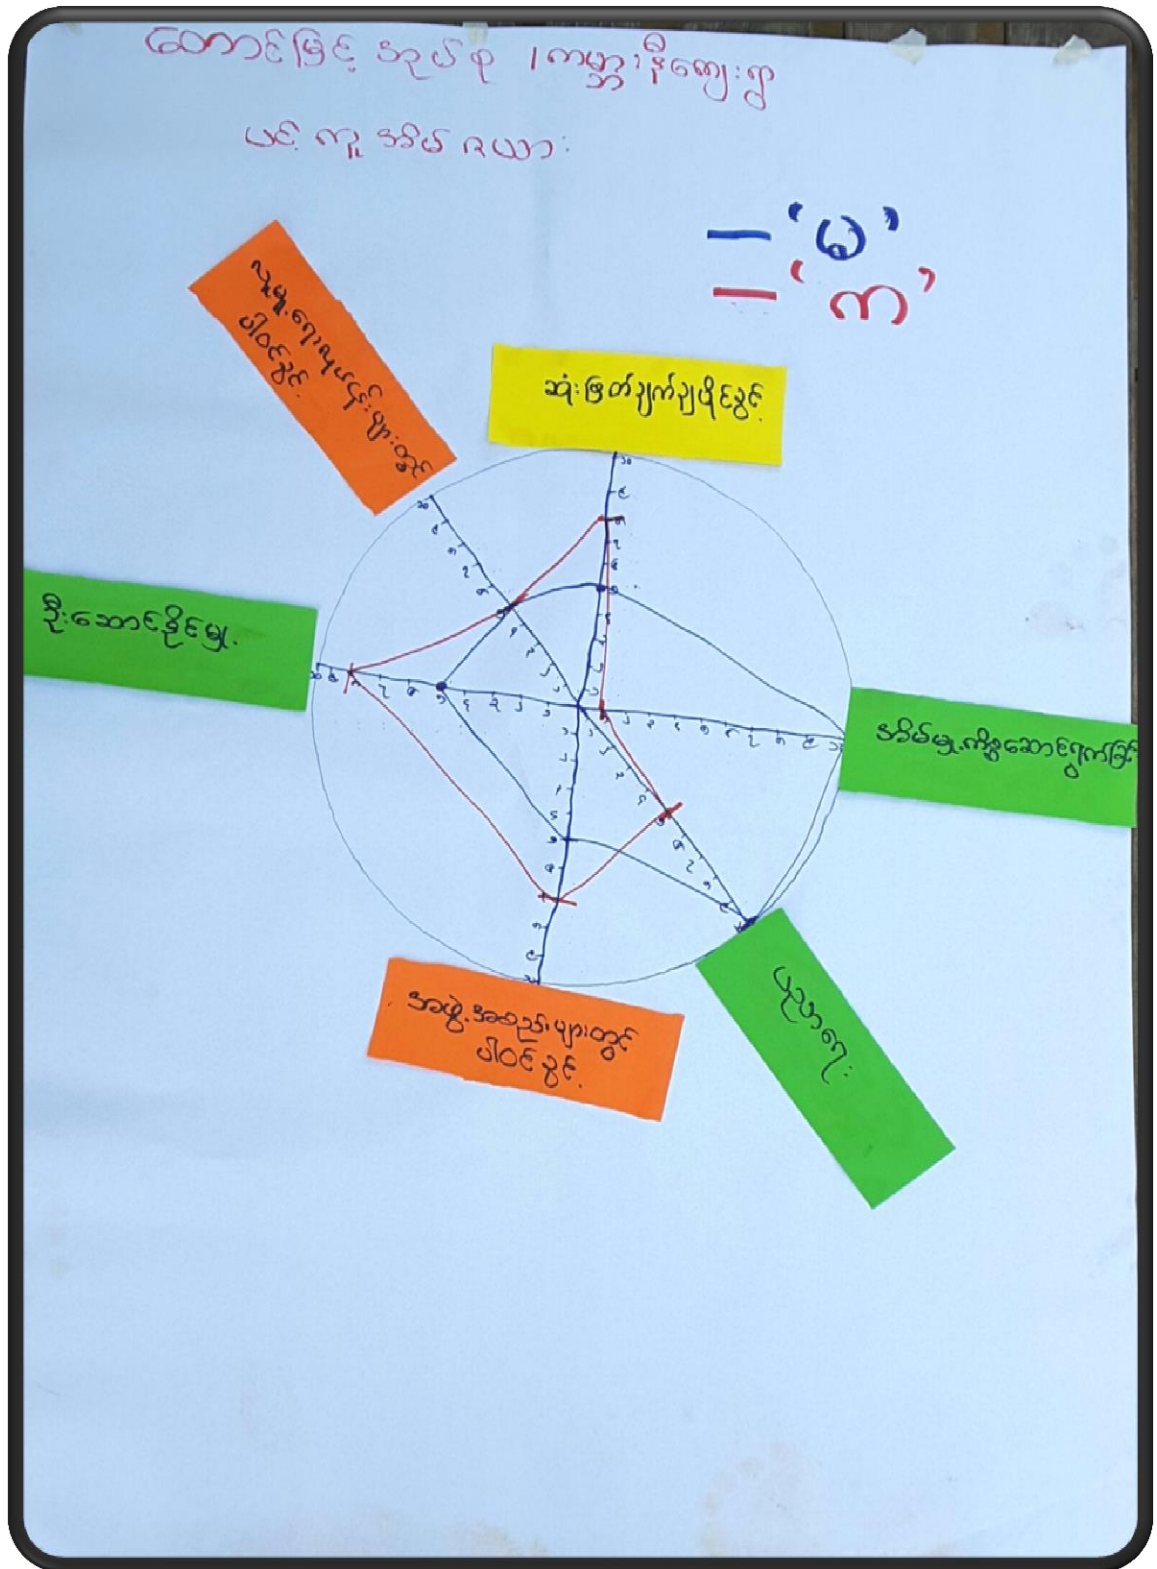 တောင်မြင့် အုပ်စု / ကမ္ဘာ့နီကျေးရွာ
ပင့် ကူ အိမ် ဇယား
— ‘မ’
— ‘က’
လူမှု့ရေးလုပ်ငန်းများတွင်
ပါဝင်ခွင့်
ဆုံးဖြတ်ချက်ချပိုင်ခွင့်
ဦးဆောင်နိုင်မှု့
အိမ်မှု့ကိစ္စဆောင်ရွက်ခြင်း
ပညာရေး
အဖွဲ့အစည်းများတွင်
ပါဝင်ခွင့်